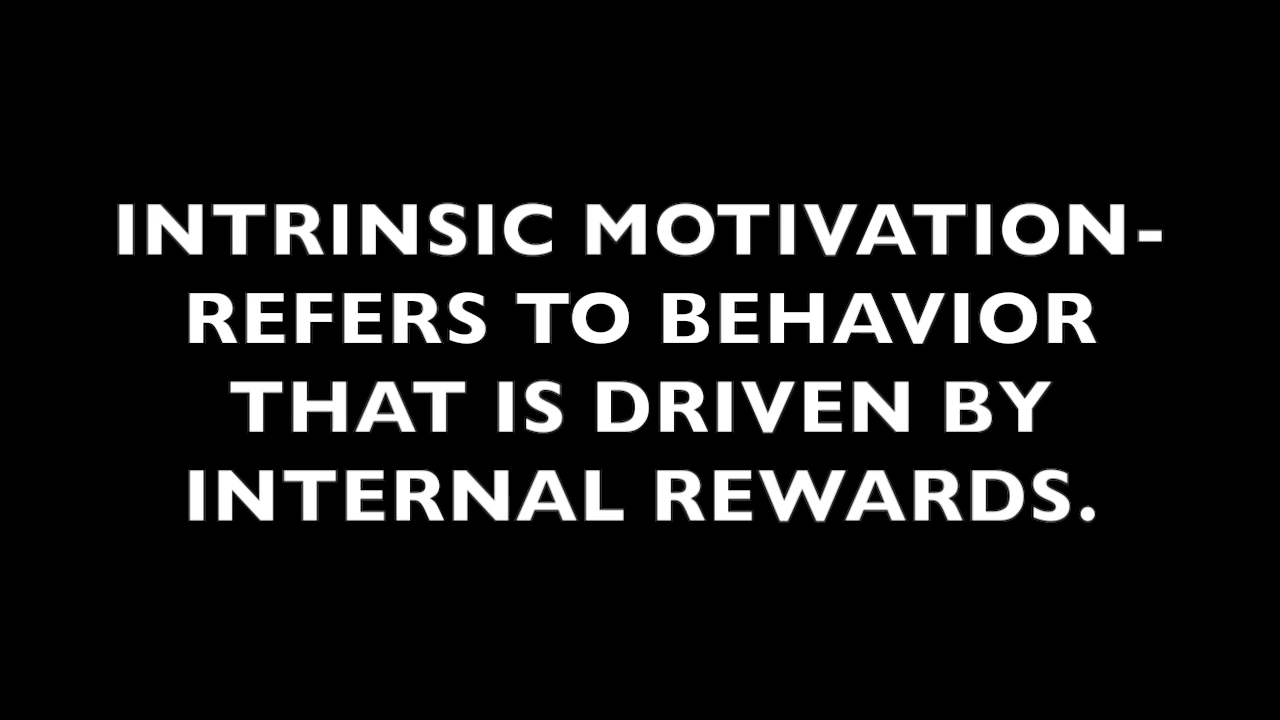 INTRINSIC MOTIVATION-
REFERS TO BEHAVIOR
THAT IS DRIVEN BY
INTERNAL REWARDS.